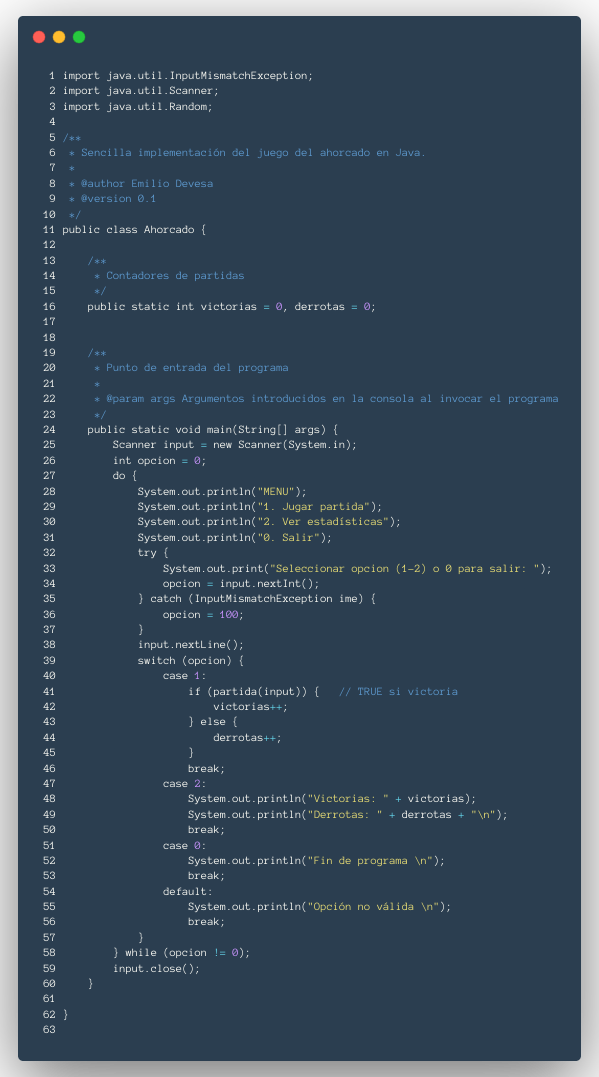 1 import java.util.InputMismatchException;
2 import java.util.Scanner;
3 import java.util.Random;
4
5 /**
6  * Sencilla implementación del juego del ahorcado en Java.
7  *
8  * @author Emilio Devesa
9  * @version 0.1
10  */
11 public class Ahorcado {
12
13     /**
14      * Contadores de partidas
15      */
16     public static int victorias = 0, derrotas = 0;
17
18
19     /**
20      * Punto de entrada del programa
21      *
22      * @param args Argumentos introducidos en la consola al invocar el programa
23      */
24     public static void main(String[] args) {
25         Scanner input = new Scanner(System.in);
26         int opcion = 0;
27         do {
28             System.out.println("MENU");
29             System.out.println("1. Jugar partida");
30             System.out.println("2. Ver estadísticas");
31             System.out.println("0. Salir");
32             try {
33                 System.out.print("Seleccionar opcion (1-2) o 0 para salir: ");
34                 opcion = input.nextInt();
35             } catch (InputMismatchException ime) {
36                 opcion = 100;
37             }
38             input.nextLine();
39             switch (opcion) {
40                 case 1:
41                     if (partida(input)) {   // TRUE si victoria
42                         victorias++;
43                     } else {
44                         derrotas++;
45                     }
46                     break;
47                 case 2:
48                     System.out.println("Victorias: " + victorias);
49                     System.out.println("Derrotas: " + derrotas + "\n");
50                     break;
51                 case 0:
52                     System.out.println("Fin de programa \n");
53                     break;
54                 default:
55                     System.out.println("Opción no válida \n");
56                     break;
57             }
58         } while (opcion != 0);
59         input.close();
60     }
61
62 }
63